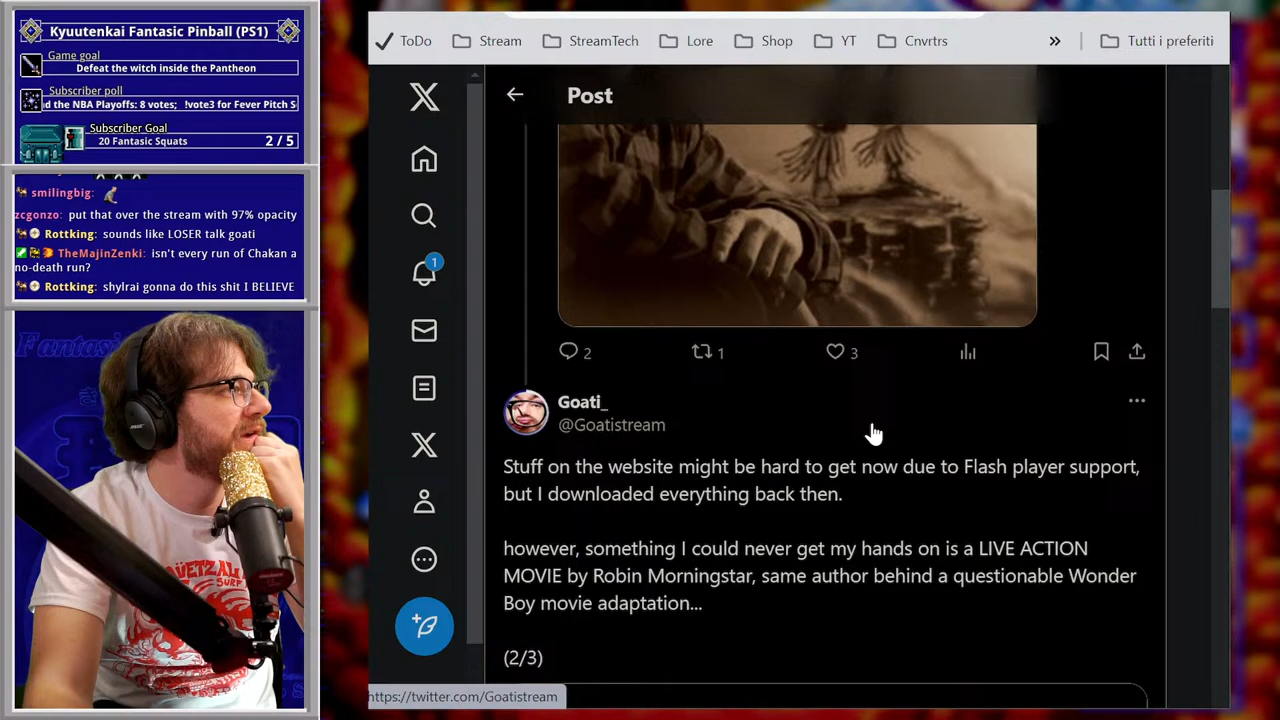 Kyuutenkai Fantasic Pinball (PS1)
Game goal
Defeat the witch inside the Pantheon
Subscriber poll
d the NBA Playoffs: 8 votes; !vote3 for Fever Pitch S
Subscriber Goal
20 Fantasic Squats 2 / 5
smilingbig:
zcgonzo: put that over the stream with 97% opacity
Rottking: sounds like LOSER talk goati
TheMajinZenki: isn't every run of Chakan a
no-death run?
Rottking: shylrai gonna do this shit I BELIEVE
Fantasic
BOSE
QÜETZAL
SURF
ToDo Stream StreamTech Lore Shop YT Cnvrtrs » Tutti i preferiti
Post
1
2 1 3
Goati_
@Goatistream
Stuff on the website might be hard to get now due to Flash player support,
but I downloaded everything back then.
however, something I could never get my hands on is a LIVE ACTION
MOVIE by Robin Morningstar, same author behind a questionable Wonder
Boy movie adaptation...
(2/3)
https://twitter.com/Goatistream